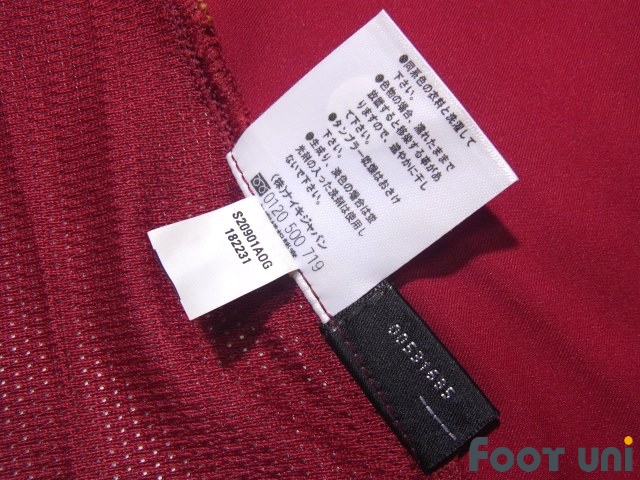 ●同系色の衣料と洗濯して
下さい。
●色物の場合、濡れたままで
放置すると移染する事があ
りますので、速やかに干し
て下さい。
●タンブラー乾燥はおさけ
下さい。
●生成り、淡色の場合は蛍
光剤の入った洗剤は使用し
ないで下さい。
(株)ナイキジャパン
0120 500 719
S20901AOG
182231
00591695
FOOT UNI